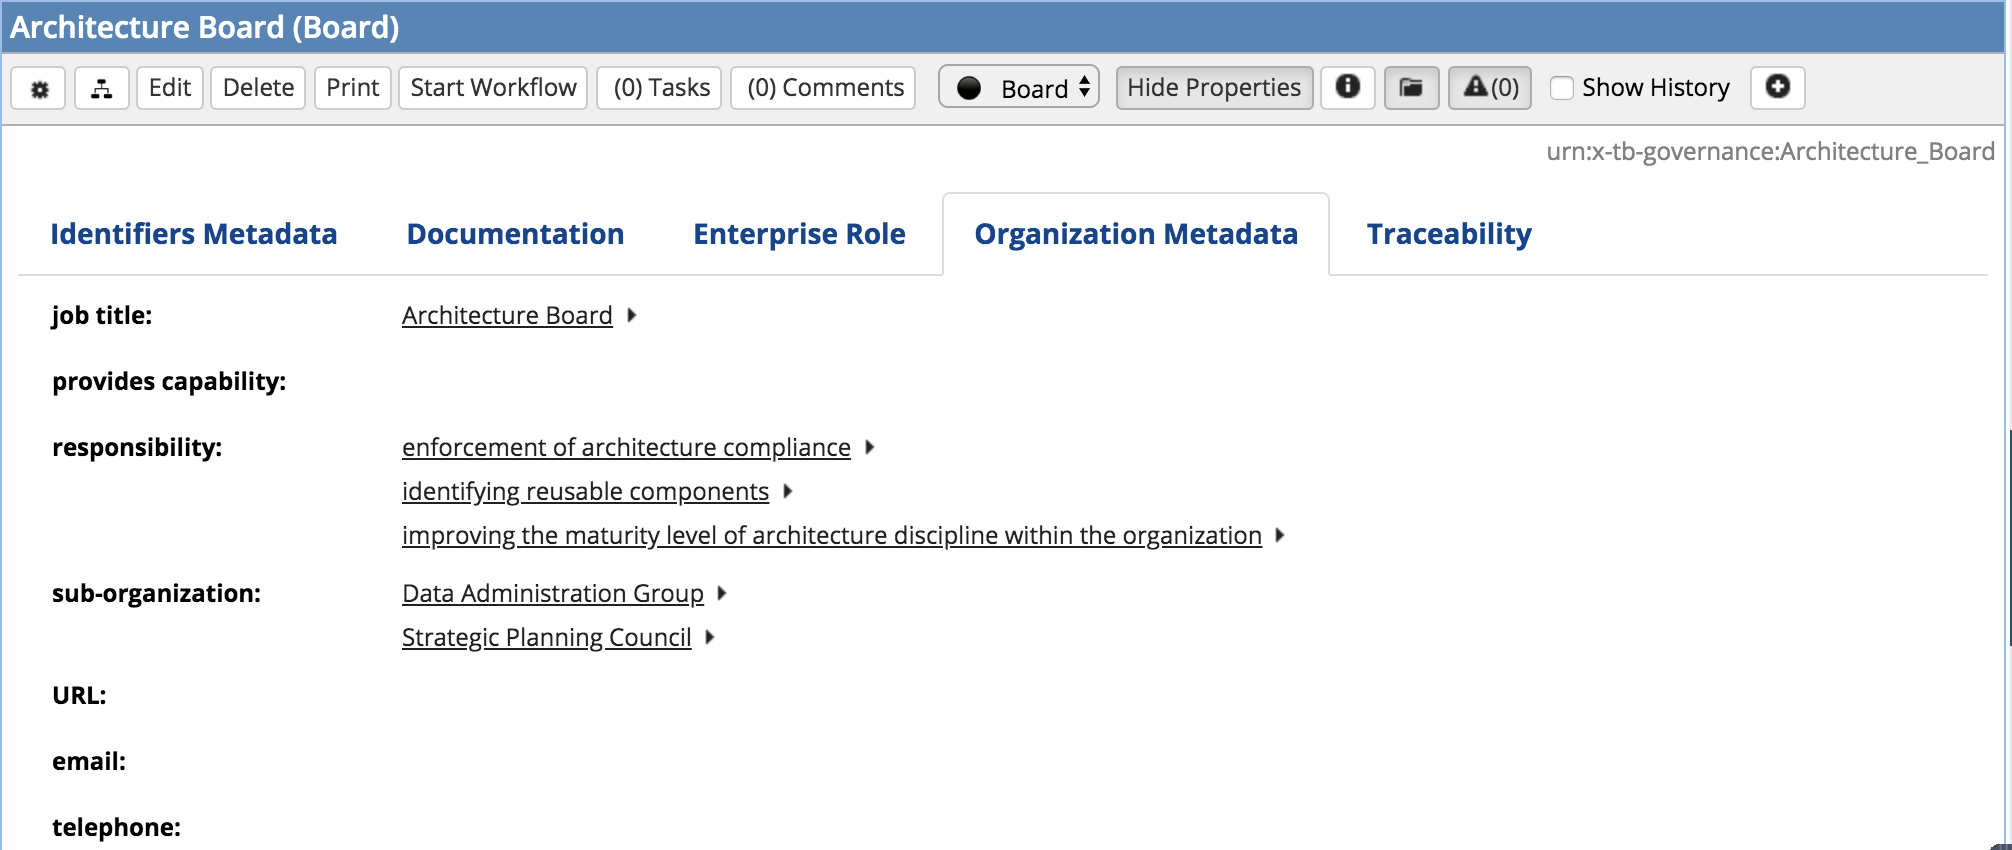 Architecture Board (Board)
Edit Delete Print Start Workflow (0) Tasks (0) Comments Board Hide Properties (0) Show History
urn:x-tb-governance:Architecture_Board
Identifiers Metadata Documentation Enterprise Role Organization Metadata Traceability
job title: Architecture Board
provides capability:
responsibility: enforcement of architecture compliance
identifying reusable components
improving the maturity level of architecture discipline within the organization
sub-organization: Data Administration Group
Strategic Planning Council
URL:
email:
telephone: